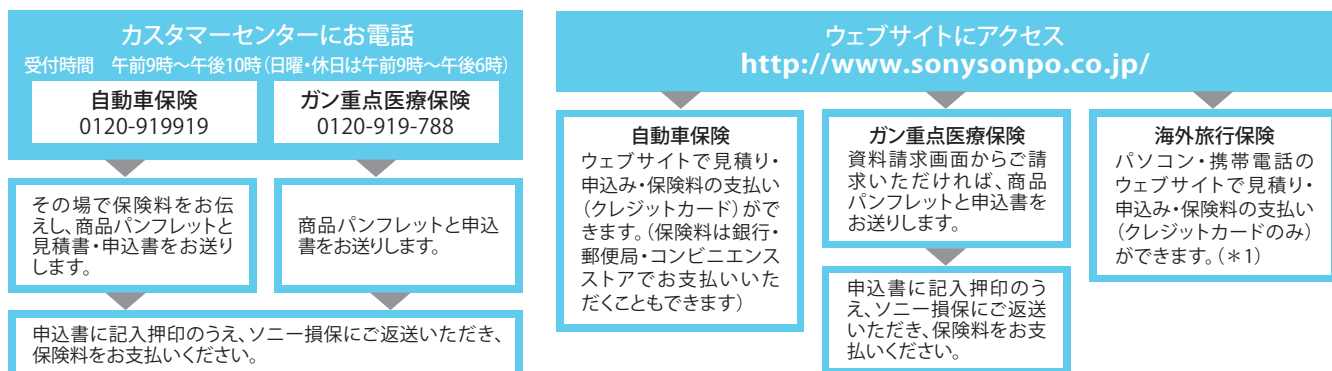 カスタマーセンターにお電話
受付時間　午前9時～午後10時（日曜・休日は午前9時～午後6時）
自動車保険
0120-919919
ガン重点医療保険
0120-919-788
その場で保険料をお伝
えし、商品パンフレットと
見積書・申込書をお送り
します。
商品パンフレットと申込
書をお送りします。
申込書に記入押印のうえ、ソニー損保にご返送いただき、
保険料をお支払いください。
ウェブサイトにアクセス
http://www.sonysonpo.co.jp/
自動車保険
ウェブサイトで見積り・
申込み・保険料の支払い
（クレジットカード）がで
きます。（保険料は銀行・
郵便局・コンビニエンス
ストアでお支払いいた
だくこともできます）
ガン重点医療保険
資料請求画面からご請
求いただければ、商品
パンフレットと申込書を
お送りします。
申込書に記入押印のう
え、ソニー損保にご返送
いただき、保険料をお支
払いください。
海外旅行保険
パソコン・携帯電話の
ウェブサイトで見積り・
申込み・保険料の支払い
（クレジットカードのみ）
ができます。（＊1）